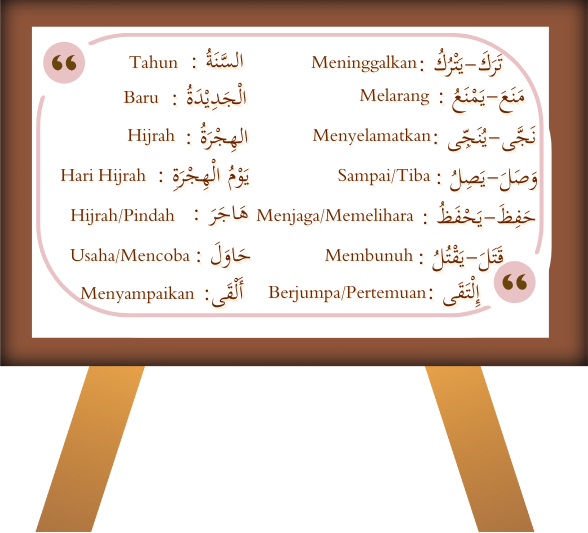 تَرَكَ–يَتْرُكُ : Meninggalkan
مَنَعَ–يَمْنَعُ : Melarang
نَجَّى–يُنَجِّى : Menyelamatkan
وَصَلَ–يَصِلُ : Sampai/Tiba
حَفِظَ–يَحْفَظُ : Menjaga/Memelihara
قَتَلَ–يَقْتُلُ : Membunuh
إِلْتَقَى : Berjumpa/Pertemuan
السَّنَةُ : Tahun
الْجَدِيْدَةُ : Baru
الهِجْرَةُ : Hijrah
يَوْمُ الْهِجْرَةِ : Hari Hijrah
هَاجَرَ : Hijrah/Pindah
حَاوَلَ : Usaha/Mencoba
أَلْقَى : Menyampaikan